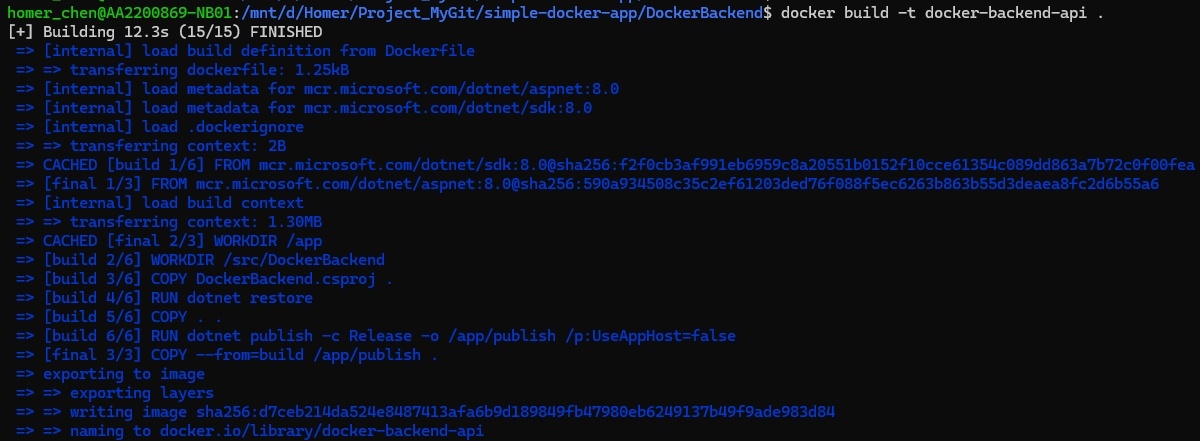 homer_chen@AA2200869-NB01:/mnt/d/Homer/Project_MyGit/simple-docker-app/DockerBackend$ docker build -t docker-backend-api .
[+] Building 12.3s (15/15) FINISHED
=> [internal] load build definition from Dockerfile
=> => transferring dockerfile: 1.25kB
=> [internal] load metadata for mcr.microsoft.com/dotnet/aspnet:8.0
=> [internal] load metadata for mcr.microsoft.com/dotnet/sdk:8.0
=> [internal] load .dockerignore
=> => transferring context: 2B
=> CACHED [build 1/6] FROM mcr.microsoft.com/dotnet/sdk:8.0@sha256:f2f0cb3af991eb6959c8a20551b0152f10cce61354c089dd863a7b72c0f00fea
=> [final 1/3] FROM mcr.microsoft.com/dotnet/aspnet:8.0@sha256:590a934508c35c2ef61203ded76f088f5ec6263b863b55d3deaea8fc2d6b55a6
=> [internal] load build context
=> => transferring context: 1.30MB
=> CACHED [final 2/3] WORKDIR /app
=> [build 2/6] WORKDIR /src/DockerBackend
=> [build 3/6] COPY DockerBackend.csproj .
=> [build 4/6] RUN dotnet restore
=> [build 5/6] COPY . .
=> [build 6/6] RUN dotnet publish -c Release -o /app/publish /p:UseAppHost=false
=> [final 3/3] COPY --from=build /app/publish .
=> exporting to image
=> => exporting layers
=> => writing image sha256:d7ceb214da524e8487413afa6b9d189849fb47980eb6249137b49f9ade983d84
=> => naming to docker.io/library/docker-backend-api